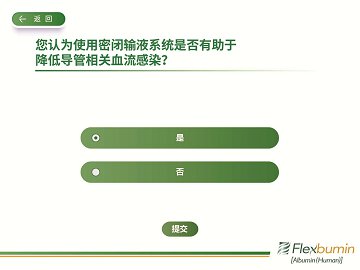 返 回
您认为使用密闭输液系统是否有助于
降低导管相关血流感染?
是
否
提交
Flexbumin
[Albumin(Human)]